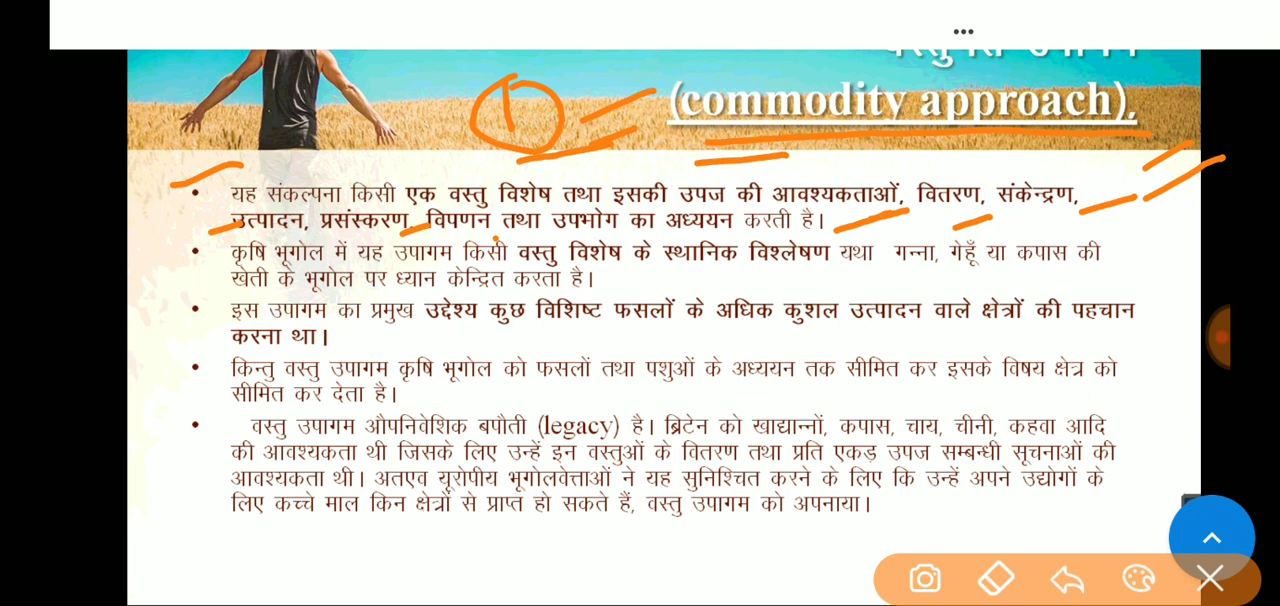 (commodity approach).
• यह संकल्पना किसी एक वस्तु विशेष तथा इसकी उपज की आवश्यकताओं, वितरण, संकेन्द्रण,
उत्पादन, प्रसंस्करण, विपणन तथा उपभोग का अध्ययन करती है।
• कृषि भूगोल में यह उपागम किसी वस्तु विशेष के स्थानिक विश्लेषण यथा गन्ना, गेहूँ या कपास की
खेती के भूगोल पर ध्यान केन्द्रित करता है।
• इस उपागम का प्रमुख उद्देश्य कुछ विशिष्ट फसलों के अधिक कुशल उत्पादन वाले क्षेत्रों की पहचान
करना था।
• किन्तु वस्तु उपागम कृषि भूगोल को फसलों तथा पशुओं के अध्ययन तक सीमित कर इसके विषय क्षेत्र को
सीमित कर देता है।
• वस्तु उपागम औपनिवेशिक बपौती (legacy) है। ब्रिटेन को खाद्यान्नों, कपास, चाय, चीनी, कहवा आदि
की आवश्यकता थी जिसके लिए उन्हें इन वस्तुओं के वितरण तथा प्रति एकड़ उपज सम्बन्धी सूचनाओं की
आवश्यकता थी। अतएव यूरोपीय भूगोलवेत्ताओं ने यह सुनिश्चित करने के लिए कि उन्हें अपने उद्योगों के
लिए कच्चे माल किन क्षेत्रों से प्राप्त हो सकते हैं, वस्तु उपागम को अपनाया।